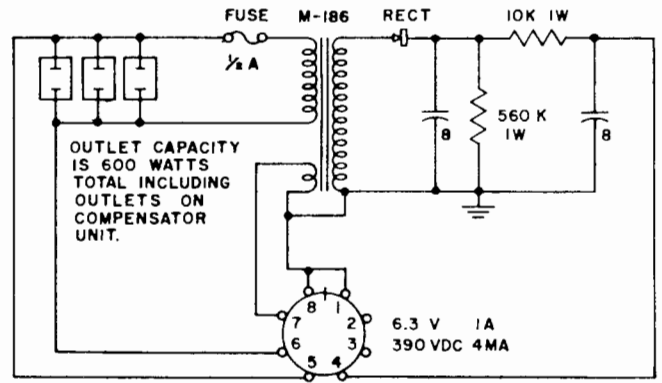 FUSE M-186 RECT 10K 1W
½ A
560 K
1W
8
8
OUTLET CAPACITY
IS 600 WATTS
TOTAL INCLUDING
OUTLETS ON
COMPENSATOR
UNIT.
8 1
7 2
6 3
5 4
6.3 V 1A
390 VDC 4MA